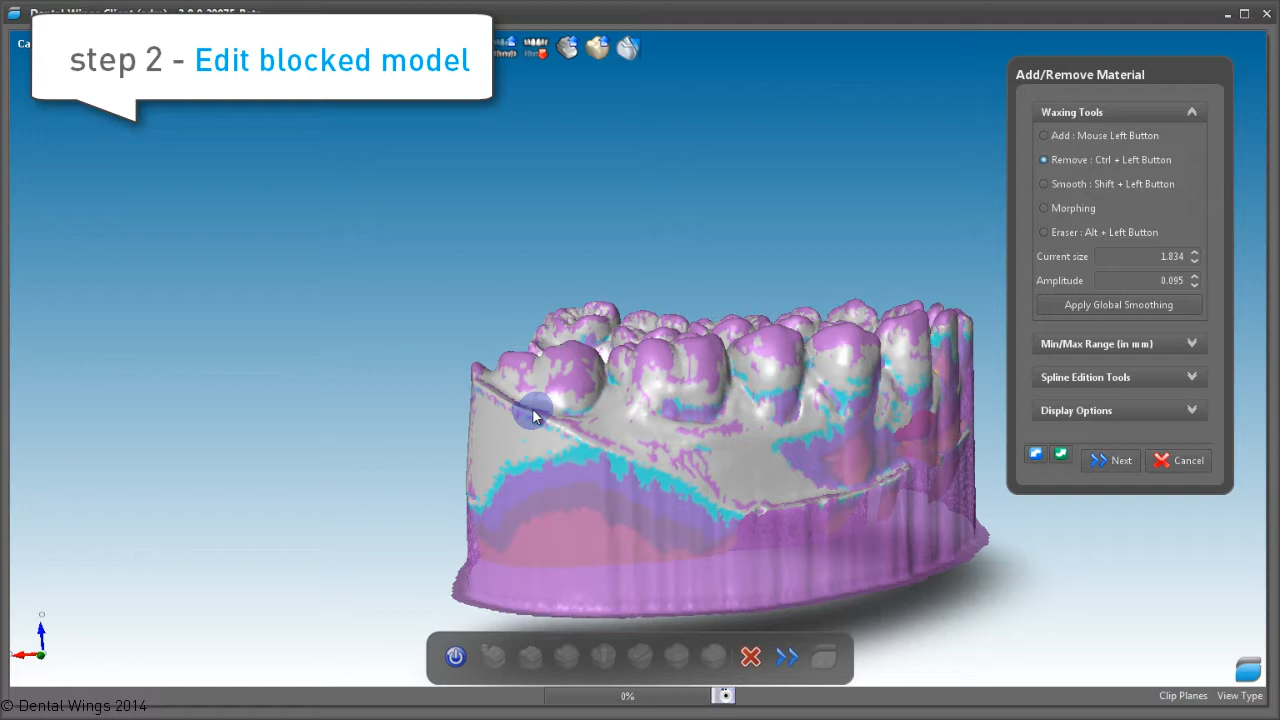 step 2 - Edit blocked model
Ca
Add/Remove Material
Waxing Tools
Add : Mouse Left Button
Remove : Ctrl + Left Button
Smooth : Shift + Left Button
Morphing
Eraser : Alt + Left Button
Current size 1.834
Amplitude 0.095
Apply Global Smoothing
Min/Max Range (in mm)
Spline Edition Tools
Display Options
Next Cancel
0%
Clip Planes View Type
© Dental Wings 2014